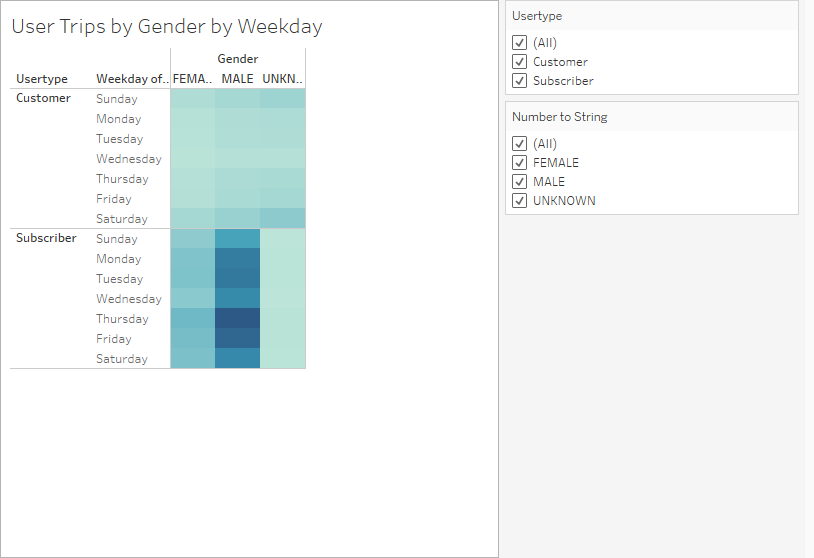 User Trips by Gender by Weekday
Gender
Usertype Weekday of.. FEMA.. MALE UNKN..
Customer Sunday
Monday
Tuesday
Wednesday
Thursday
Friday
Saturday
Subscriber Sunday
Monday
Tuesday
Wednesday
Thursday
Friday
Saturday
Usertype
(All)
Customer
Subscriber
Number to String
(All)
FEMALE
MALE
UNKNOWN